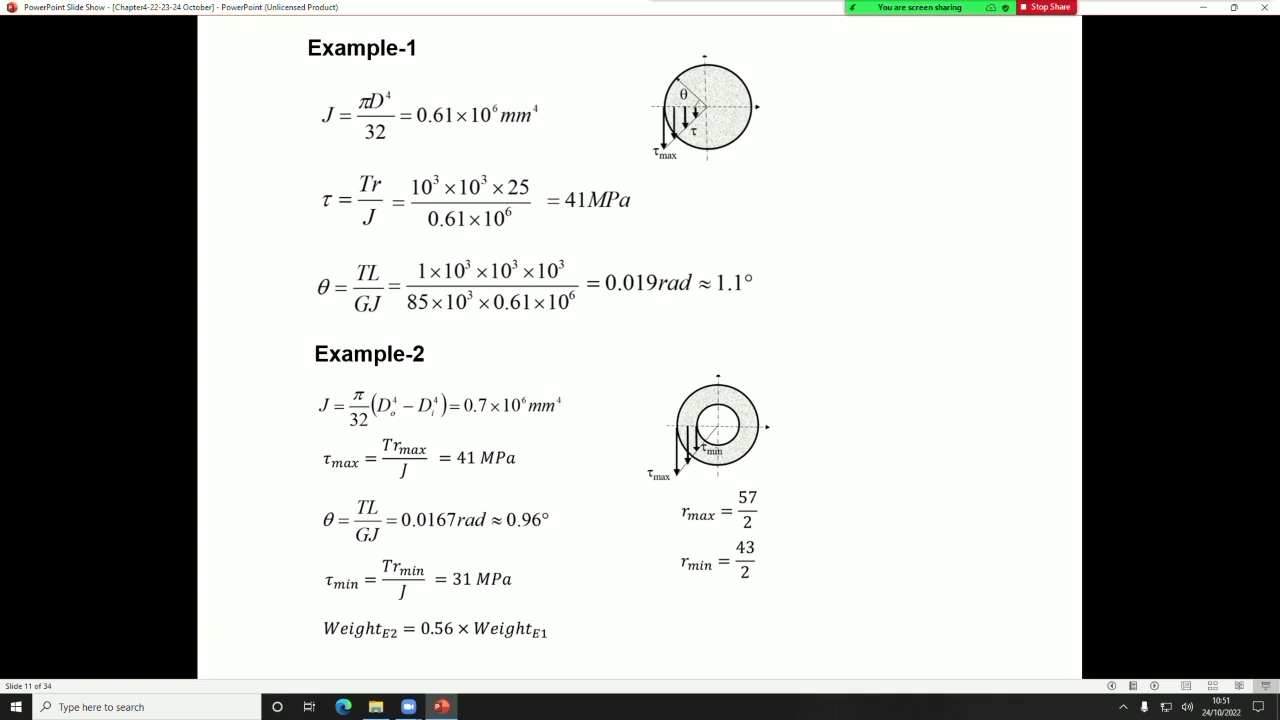 PowerPoint Slide Show - [Chapter4-22-23-24 October] - PowerPoint (Unlicensed Product)
You are screen sharing
Stop Share
Example-1
J = πD⁴/32 = 0.61×10⁶ mm⁴
θ
τ
τmax
τ = Tr/J = 10³×10³×25/0.61×10⁶ = 41MPa
θ = TL/GJ = 1×10³×10³×10³/85×10³×0.61×10⁶ = 0.019rad ≈ 1.1°
Example-2
J = π/32 (Dₒ⁴ − Dᵢ⁴) = 0.7×10⁶ mm⁴
τmax = Trmax/J = 41 MPa
τmin
τmax
θ = TL/GJ = 0.0167rad ≈ 0.96°
rmax = 57/2
rmin = 43/2
τmin = Trmin/J = 31 MPa
WeightE2 = 0.56 × WeightE1
Slide 11 of 34
Type here to search
10:51
24/10/2022